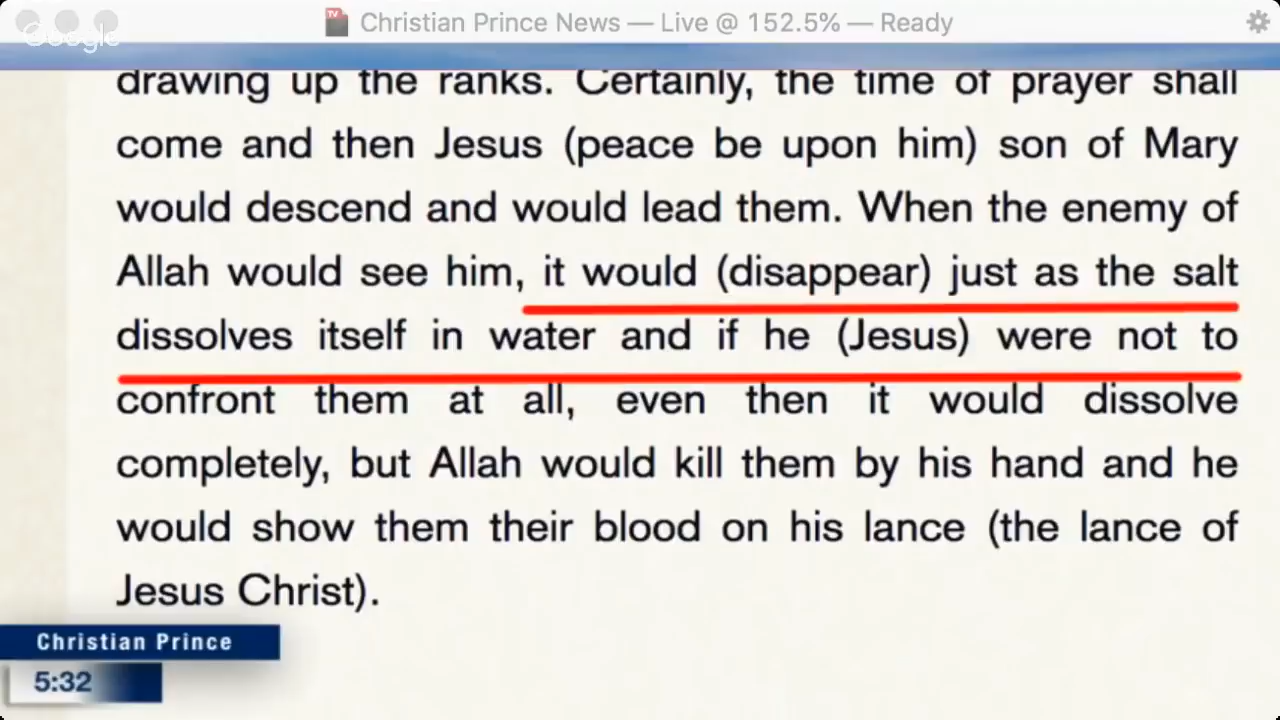 Google
TV
Christian Prince News — Live @ 152.5% — Ready
drawing up the ranks. Certainly, the time of prayer shall
come and then Jesus (peace be upon him) son of Mary
would descend and would lead them. When the enemy of
Allah would see him, it would (disappear) just as the salt
dissolves itself in water and if he (Jesus) were not to
confront them at all, even then it would dissolve
completely, but Allah would kill them by his hand and he
would show them their blood on his lance (the lance of
Jesus Christ).
Christian Prince
5:32